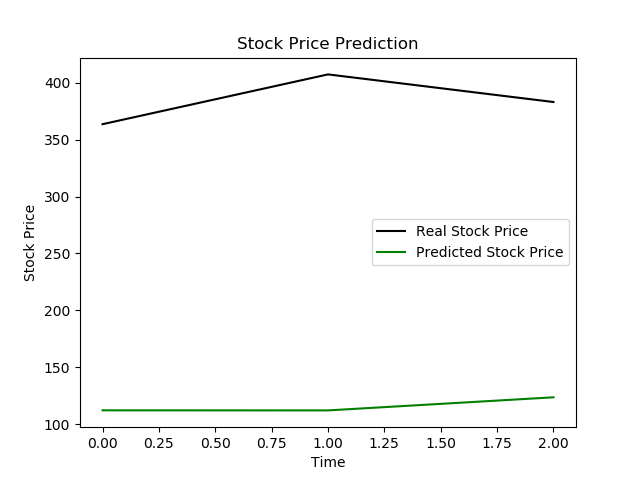 Stock Price Prediction
400
350
300
250
200
150
100
Stock Price
Real Stock Price
Predicted Stock Price
0.00 0.25 0.50 0.75 1.00 1.25 1.50 1.75 2.00
Time